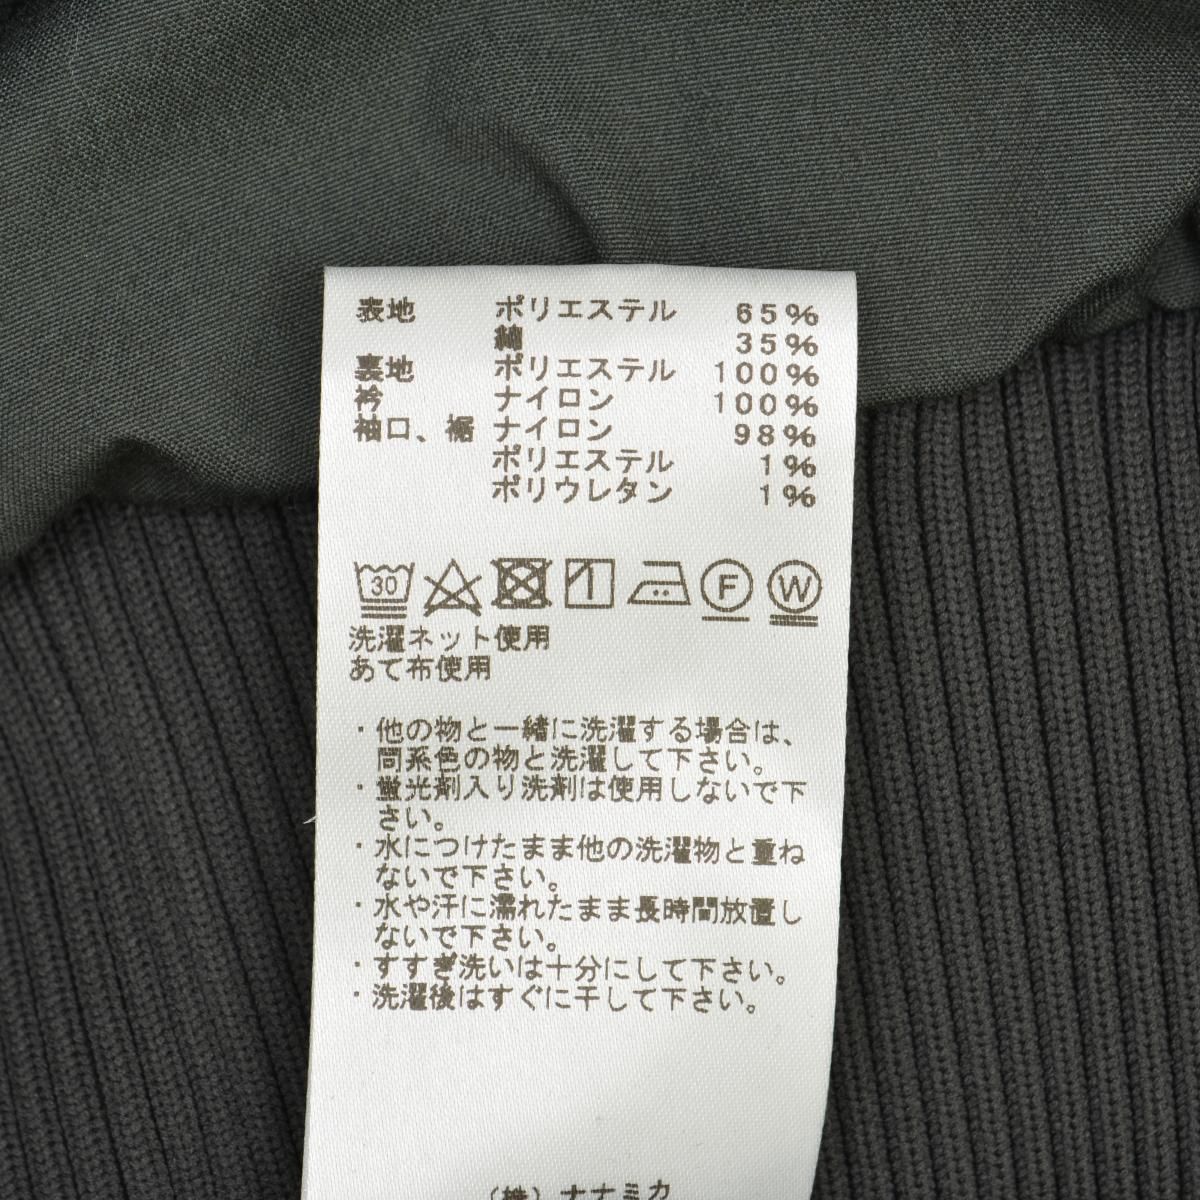 表地 ポリエステル 65%
綿 35%
裏地 ポリエステル 100%
衿 ナイロン 100%
袖口、裾 ナイロン 98%
ポリエステル 1%
ポリウレタン 1%
30 F W
洗濯ネット使用
あて布使用
・他の物と一緒に洗濯する場合は、
同系色の物と洗濯して下さい。
・蛍光剤入り洗剤は使用しないで下
さい。
・水につけたまま他の洗濯物と重ね
ないで下さい。
・水や汗に濡れたまま長時間放置し
ないで下さい。
・すすぎ洗いは十分にして下さい。
・洗濯後はすぐに干して下さい。
(株)ナナミカ